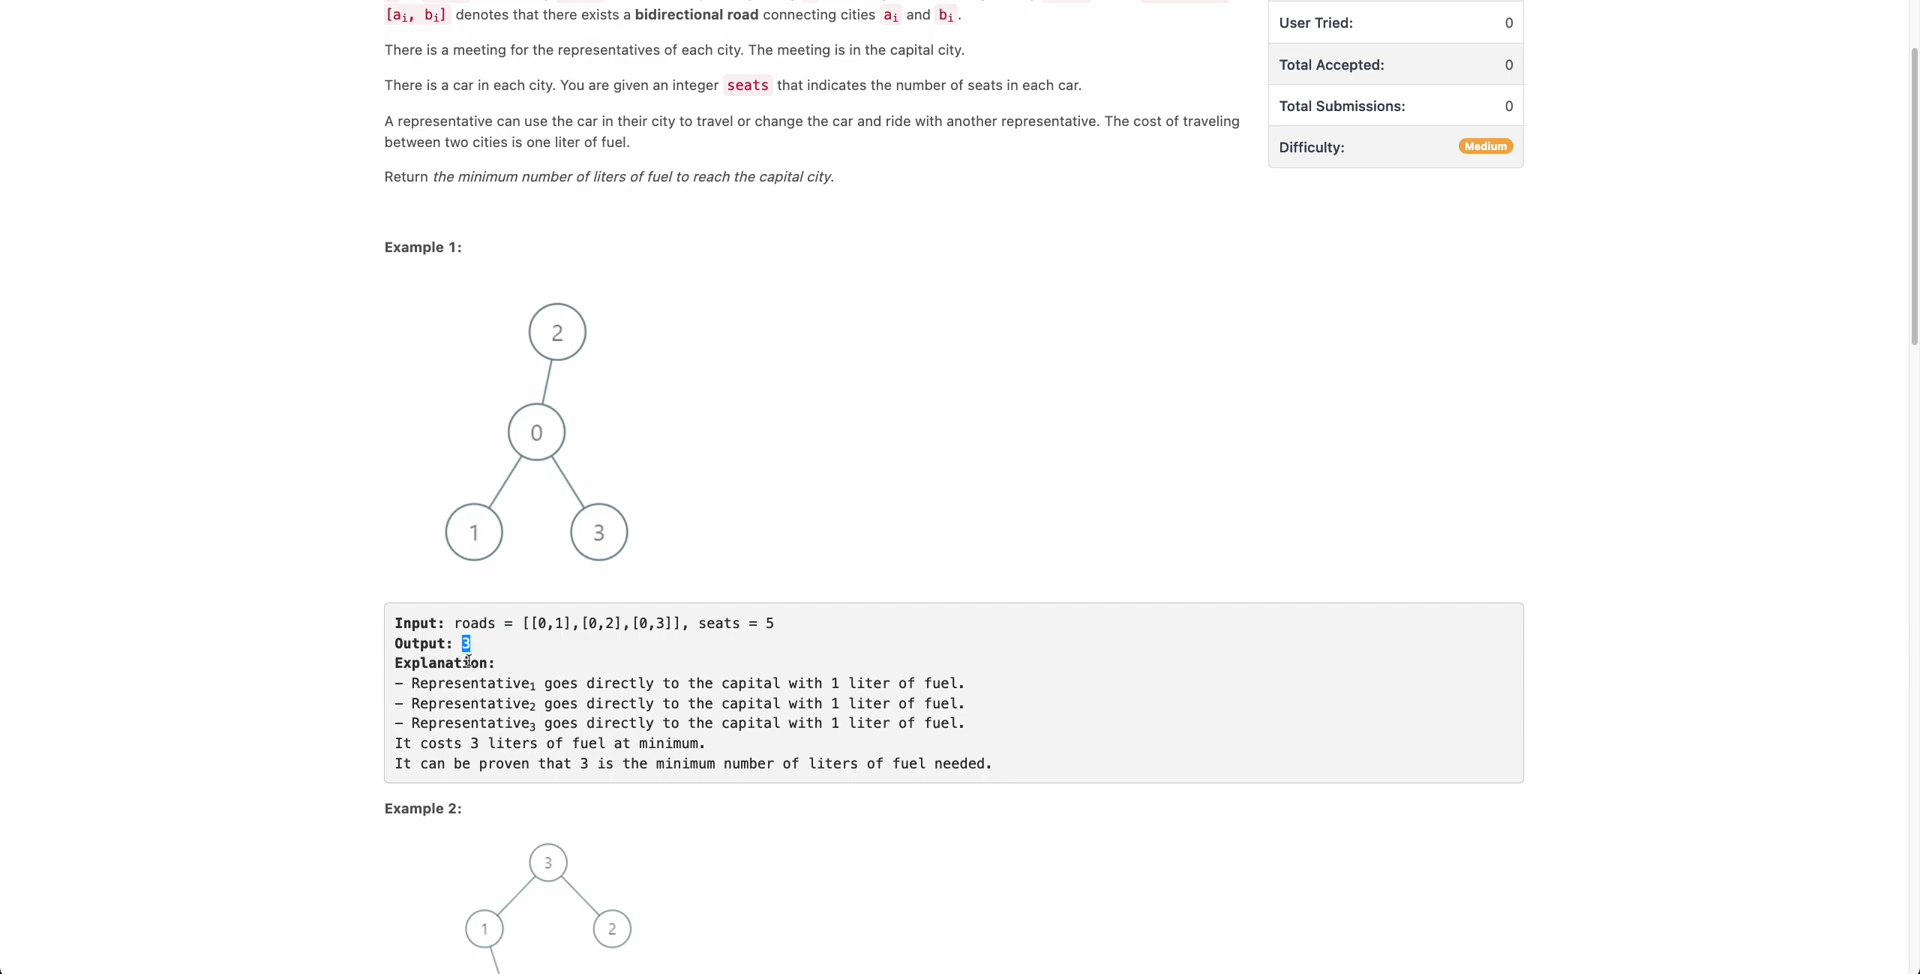 [ai, bi] denotes that there exists a bidirectional road connecting cities ai and bi.
There is a meeting for the representatives of each city. The meeting is in the capital city.
There is a car in each city. You are given an integer seats that indicates the number of seats in each car.
A representative can use the car in their city to travel or change the car and ride with another representative. The cost of traveling
between two cities is one liter of fuel.
Return the minimum number of liters of fuel to reach the capital city.
User Tried: 0
Total Accepted: 0
Total Submissions: 0
Difficulty: Medium
Example 1:
2
0
1 3
Input: roads = [[0,1],[0,2],[0,3]], seats = 5
Output: 3
Explanation:
- Representative1 goes directly to the capital with 1 liter of fuel.
- Representative2 goes directly to the capital with 1 liter of fuel.
- Representative3 goes directly to the capital with 1 liter of fuel.
It costs 3 liters of fuel at minimum.
It can be proven that 3 is the minimum number of liters of fuel needed.
Example 2:
3
1 2